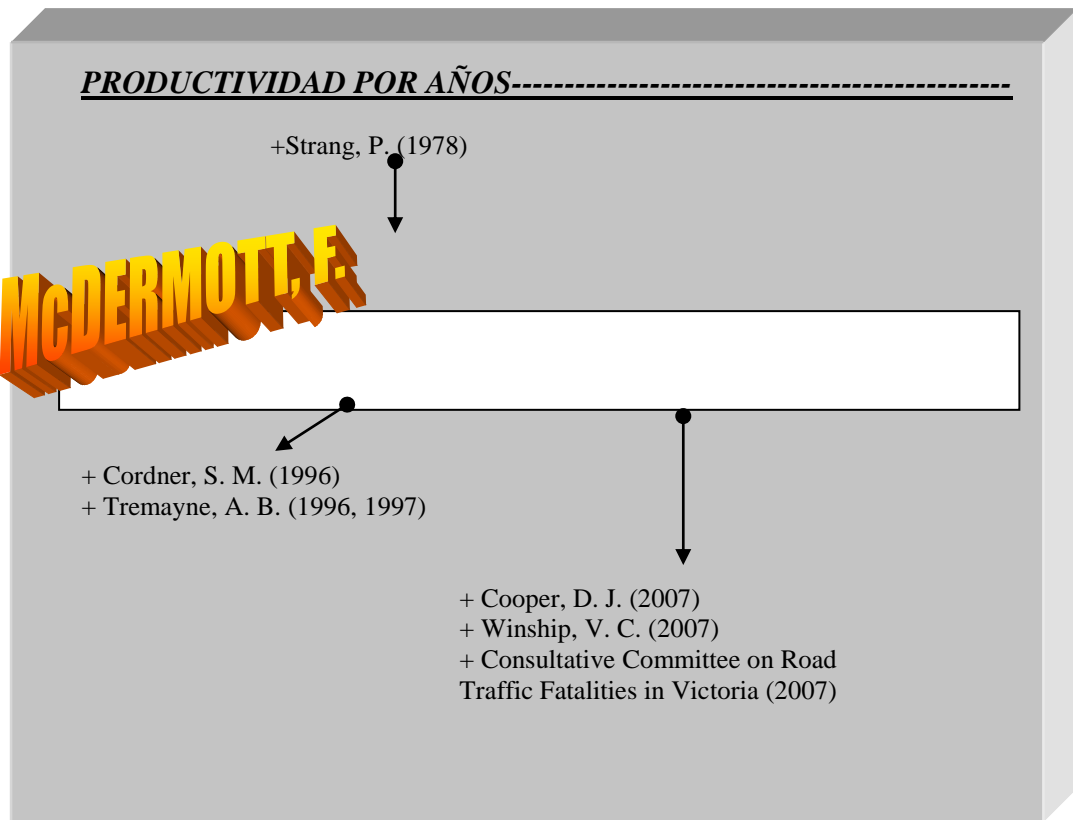 PRODUCTIVIDAD POR AÑOS-----------------------------------------------
+Strang, P. (1978)
McDERMOTT, F.
+ Cordner, S. M. (1996)
+ Tremayne, A. B. (1996, 1997)
+ Cooper, D. J. (2007)
+ Winship, V. C. (2007)
+ Consultative Committee on Road
Traffic Fatalities in Victoria (2007)